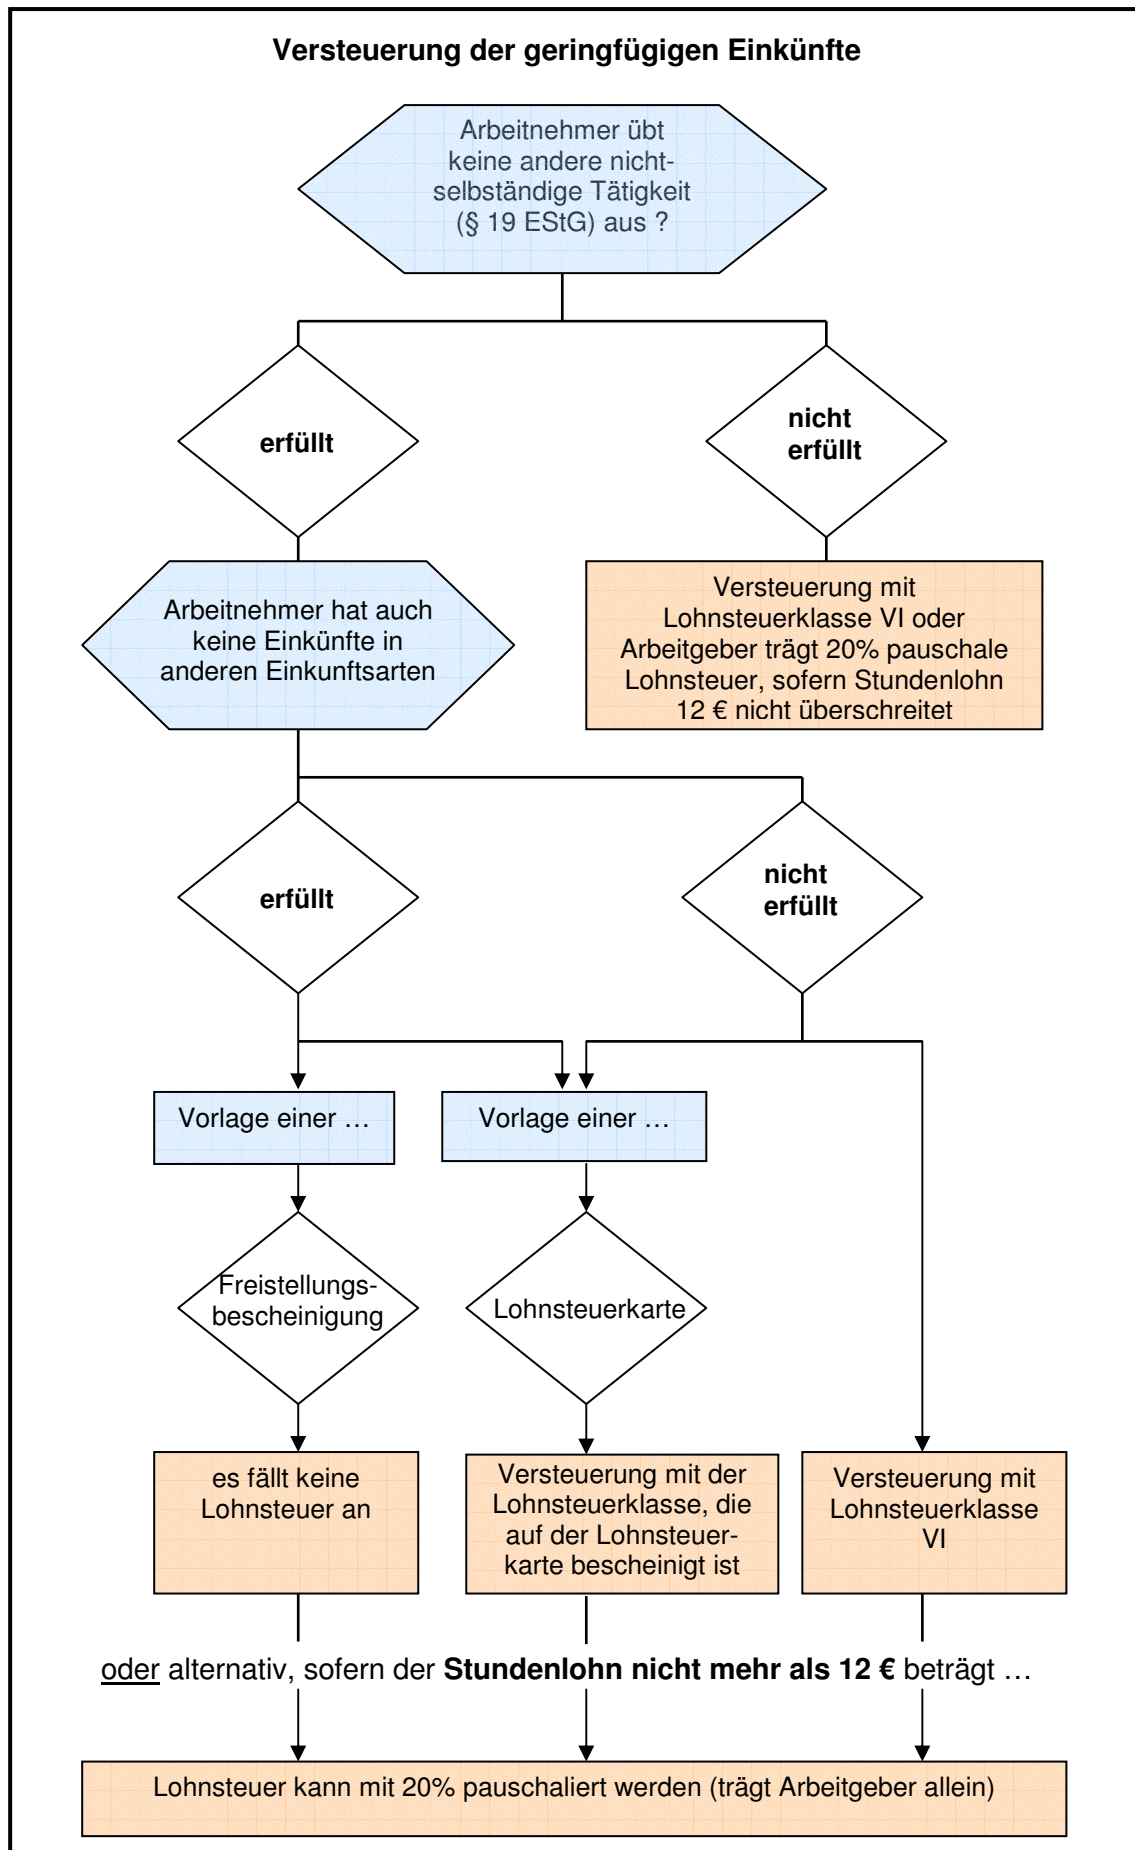 Versteuerung der geringfügigen Einkünfte
Arbeitnehmer übt
keine andere nicht-
selbständige Tätigkeit
(§ 19 EStG) aus ?
erfüllt
nicht
erfüllt
Arbeitnehmer hat auch
keine Einkünfte in
anderen Einkunftsarten
Versteuerung mit
Lohnsteuerklasse VI oder
Arbeitgeber trägt 20% pauschale
Lohnsteuer, sofern Stundenlohn
12 € nicht überschreitet
erfüllt
nicht
erfüllt
Vorlage einer …
Vorlage einer …
Freistellungs-
bescheinigung
Lohnsteuerkarte
es fällt keine
Lohnsteuer an
Versteuerung mit der
Lohnsteuerklasse, die
auf der Lohnsteuer-
karte bescheinigt ist
Versteuerung mit
Lohnsteuerklasse
VI
oder alternativ, sofern der Stundenlohn nicht mehr als 12 € beträgt …
Lohnsteuer kann mit 20% pauschaliert werden (trägt Arbeitgeber allein)